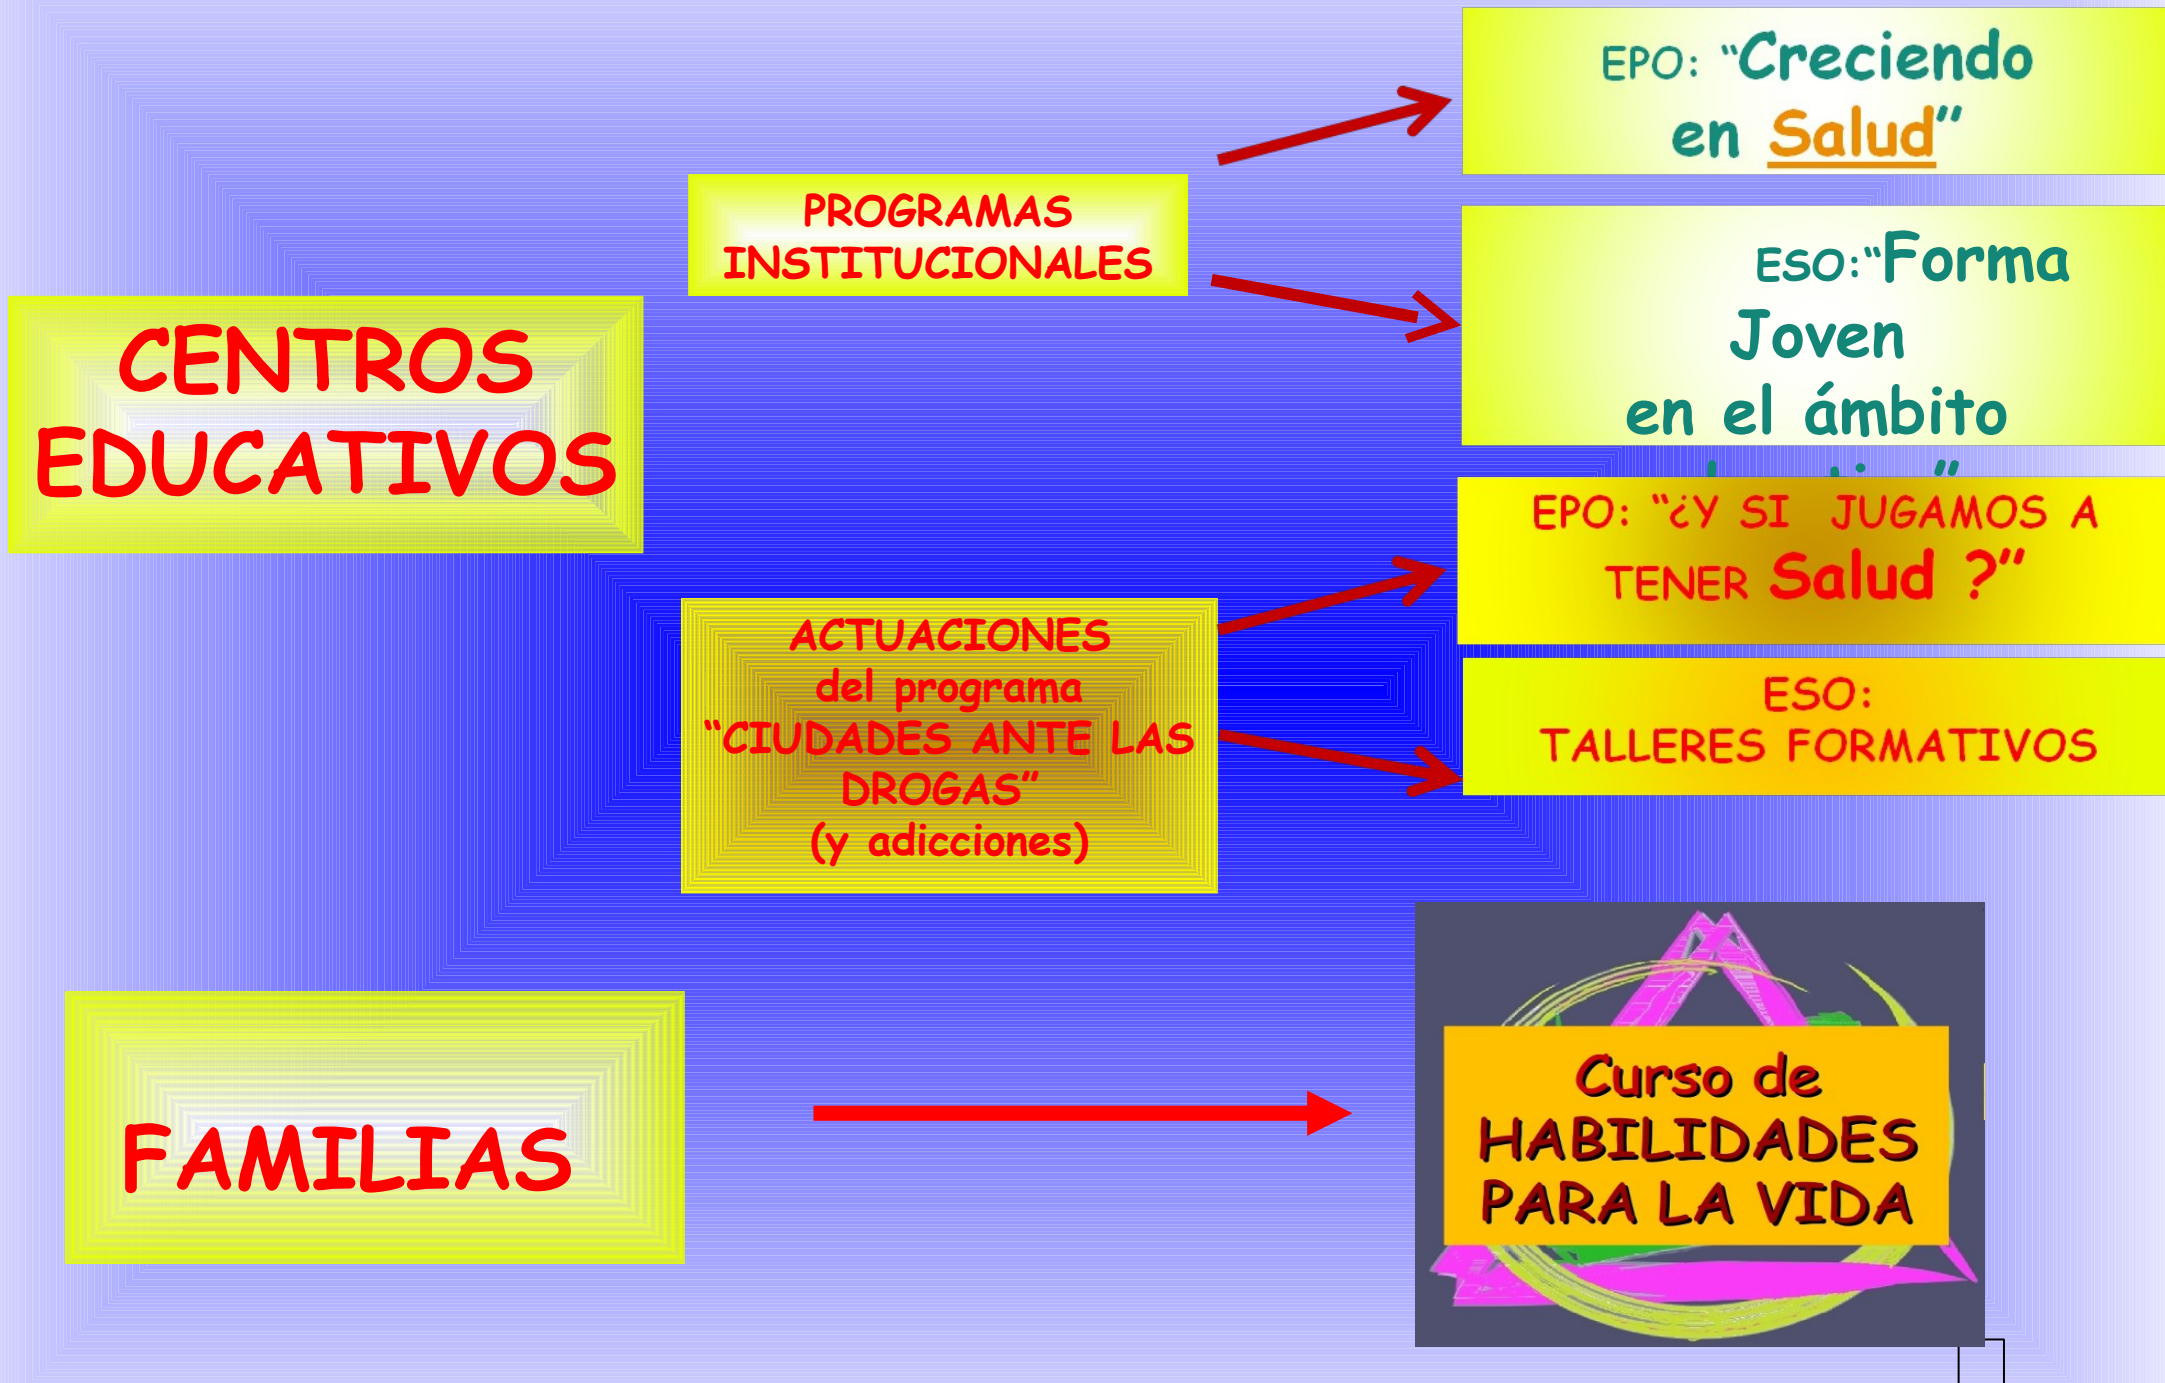 CENTROS
EDUCATIVOS
PROGRAMAS
INSTITUCIONALES
EPO: “Creciendo
en Salud”
ESO:“Forma
Joven
en el ámbito
ACTUACIONES
del programa
“CIUDADES ANTE LAS
DROGAS”
(y adicciones)
EPO: “¿Y SI JUGAMOS A
TENER Salud ?”
ESO:
TALLERES FORMATIVOS
FAMILIAS
Curso de
HABILIDADES
PARA LA VIDA